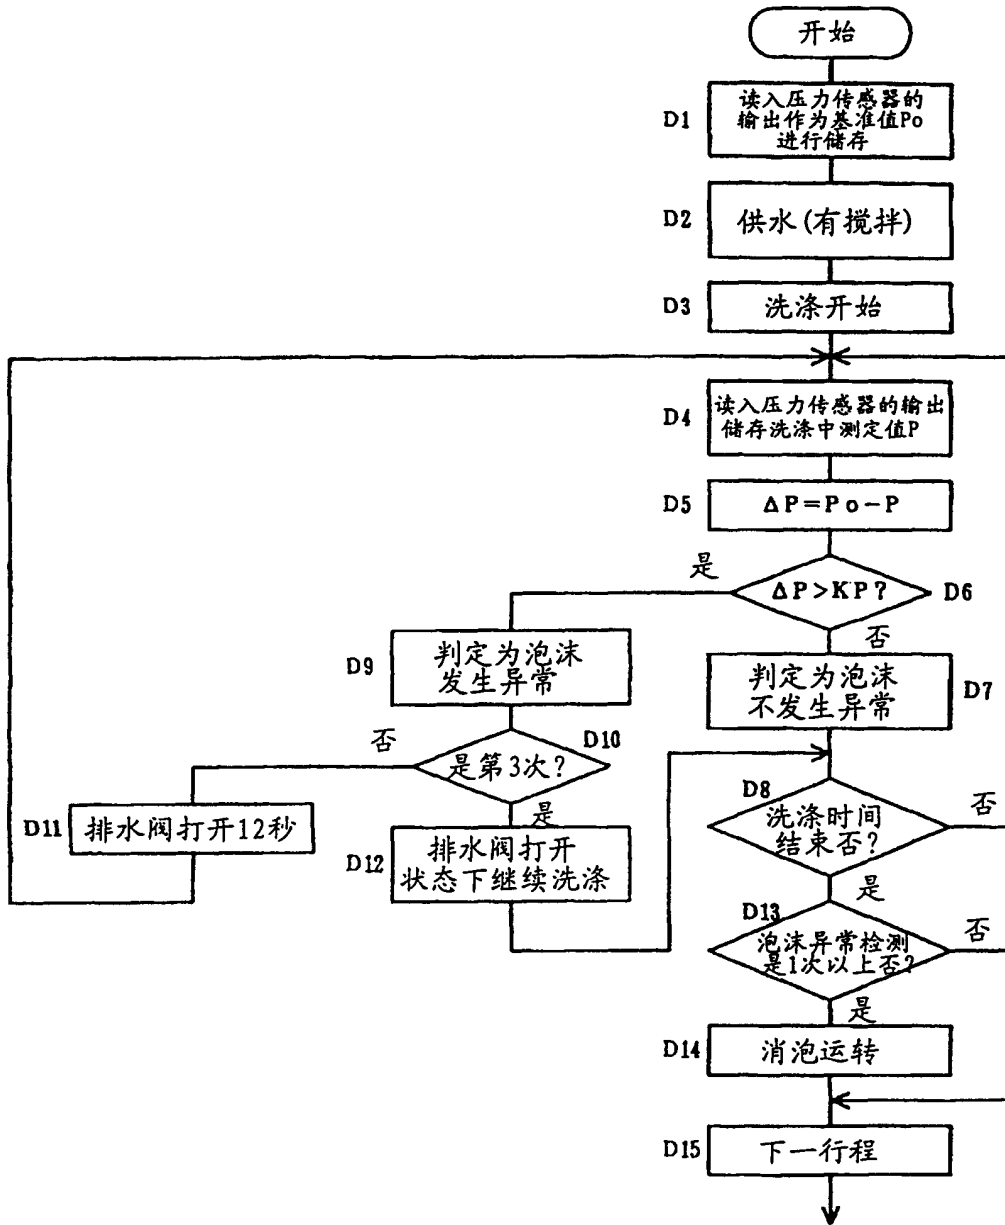 开始
D1
读入压力传感器的
输出作为基准值Po
进行储存
D2
供水(有搅拌)
D3
洗涤开始
D4
读入压力传感器的输出
储存洗涤中测定值P
D5
ΔP=Po-P
是
ΔP>KP?
D6
否
D9
判定为泡沫
发生异常
判定为泡沫
不发生异常
D7
否
D10
是第3次?
是
D11
排水阀打开12秒
D12
排水阀打开
状态下继续洗涤
D8
洗涤时间
结束否?
否
是
D13
泡沫异常检测
是1次以上否?
否
是
D14
消泡运转
D15
下一行程